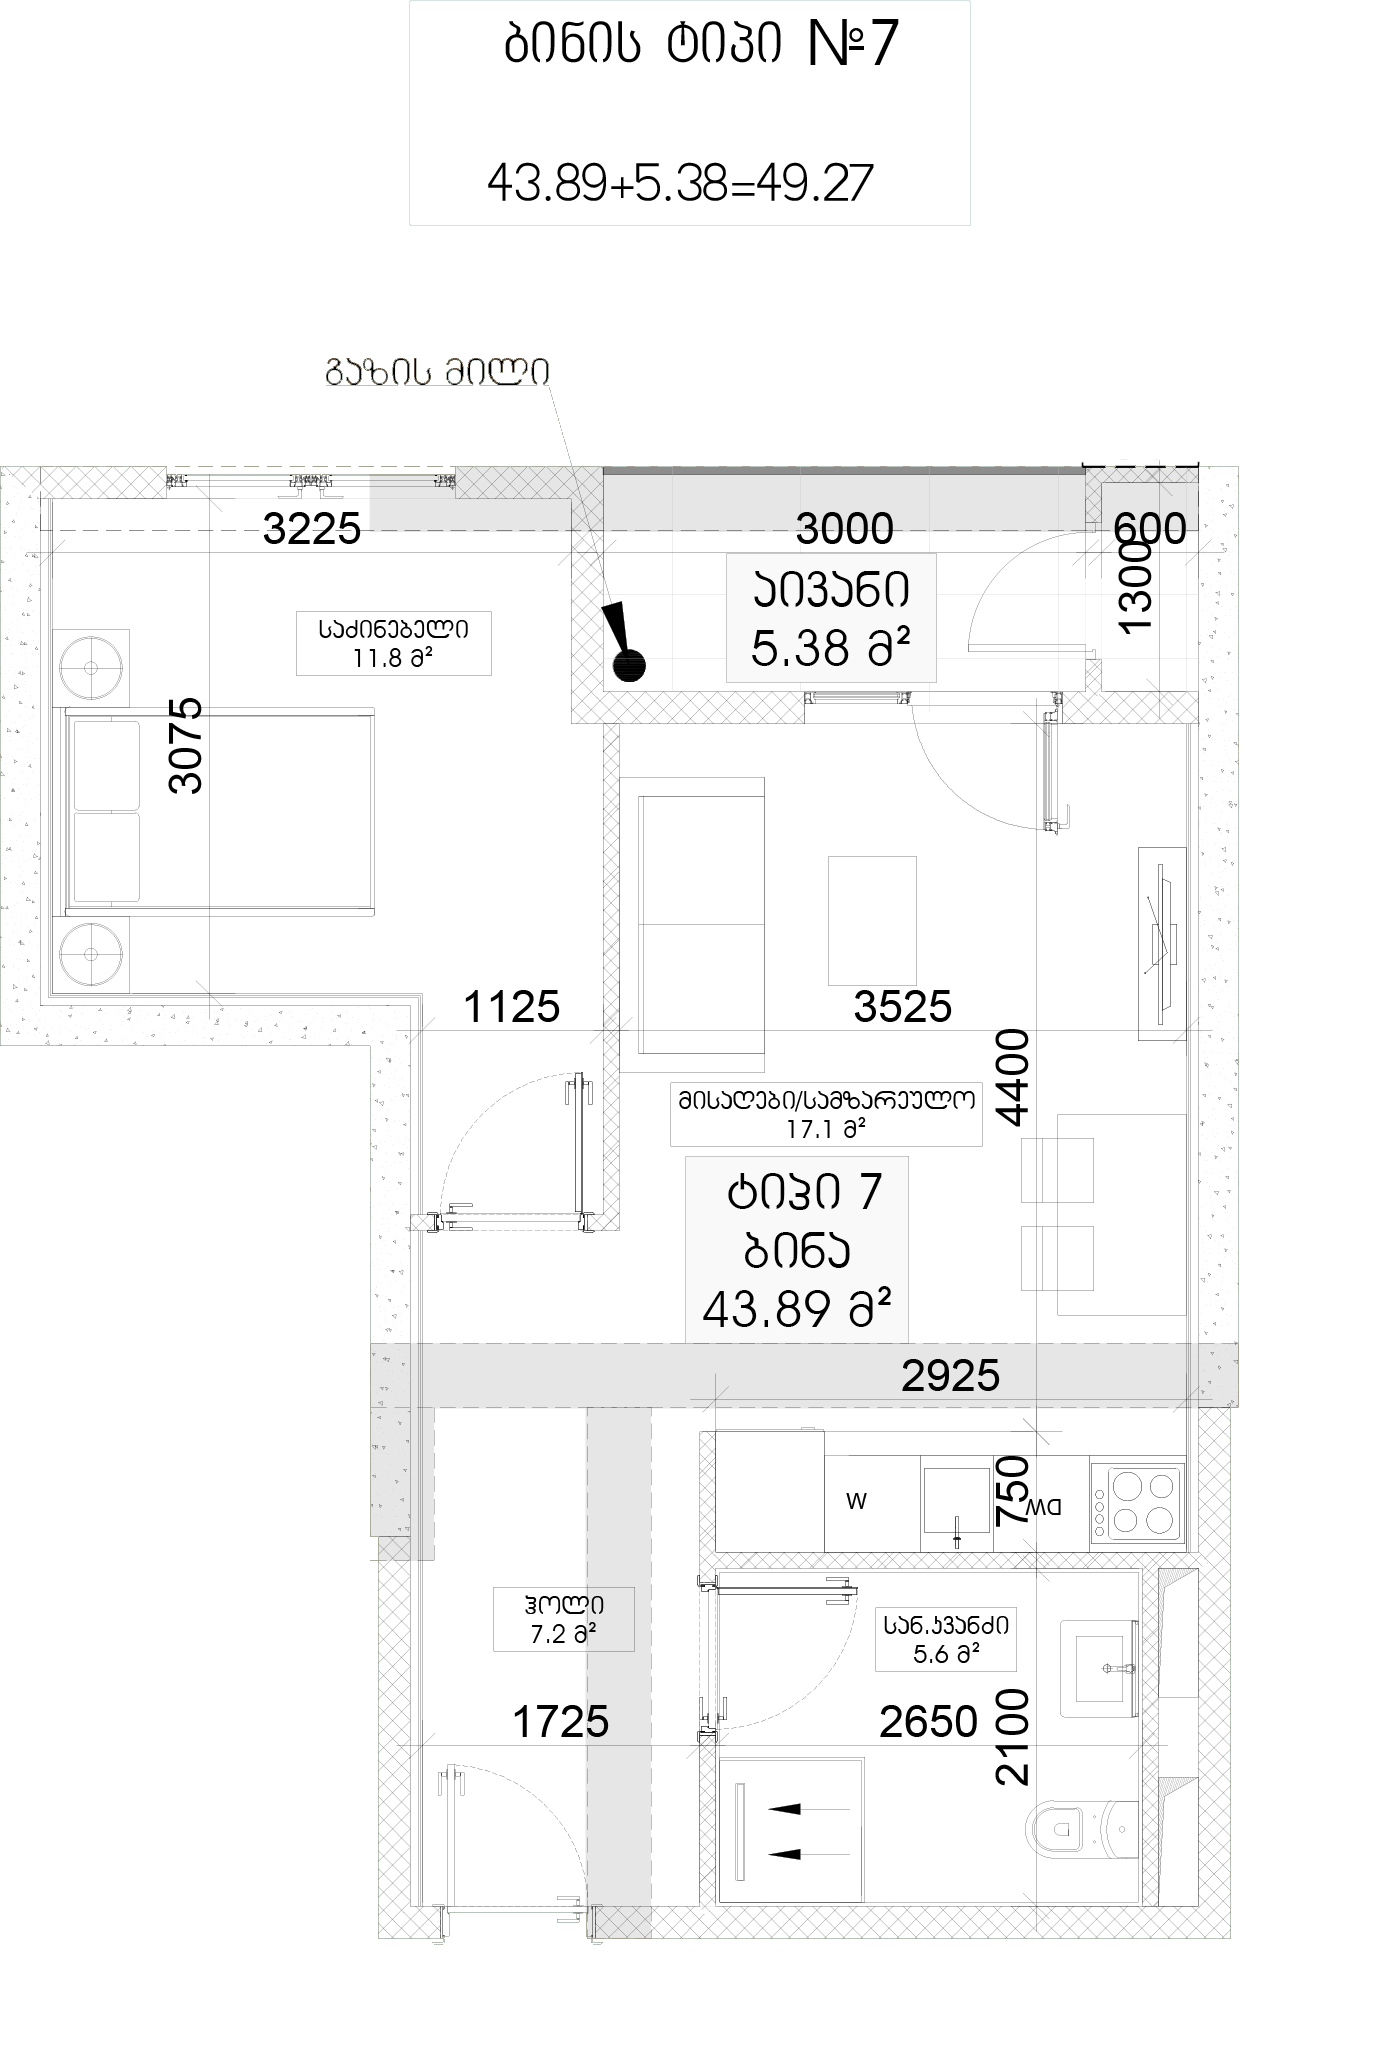 ბინის ტიპი №7
43.89+5.38=49.27
გაზის მილი
3225
3000
600
1300
აივანი
5.38 მ²
საძინებელი
11.8 მ²
3075
1125
3525
4400
მისაღები/სამზარეულო
17.1 მ²
ტიპი 7
ბინა
43.89 მ²
2925
750
W
DW
ჰოლი
7.2 მ²
სან.კვანძი
5.6 მ²
1725
2650
2100